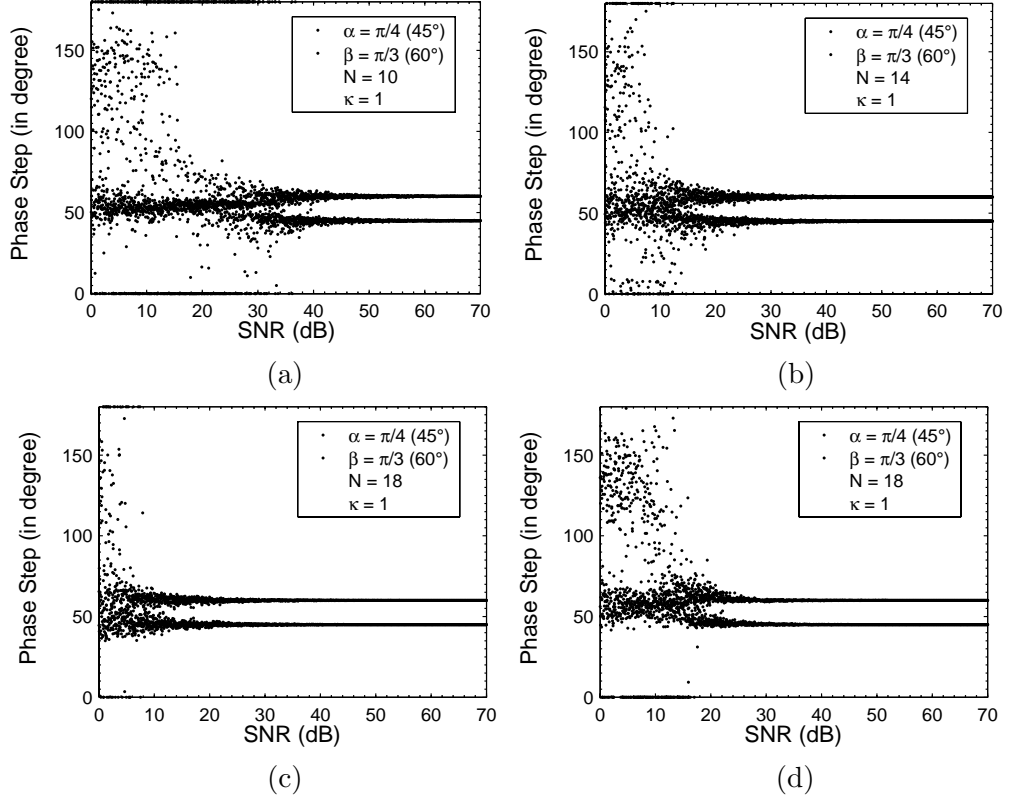 Phase Step (in degree)
150
100
50
0
0 10 20 30 40 50 60 70
SNR (dB)
α = π/4 (45°)
β = π/3 (60°)
N = 10
κ = 1
(a)
Phase Step (in degree)
150
100
50
0
0 10 20 30 40 50 60 70
SNR (dB)
α = π/4 (45°)
β = π/3 (60°)
N = 14
κ = 1
(b)
Phase Step (in degree)
150
100
50
0
0 10 20 30 40 50 60 70
SNR (dB)
α = π/4 (45°)
β = π/3 (60°)
N = 18
κ = 1
(c)
Phase Step (in degree)
150
100
50
0
0 10 20 30 40 50 60 70
SNR (dB)
α = π/4 (45°)
β = π/3 (60°)
N = 18
κ = 1
(d)